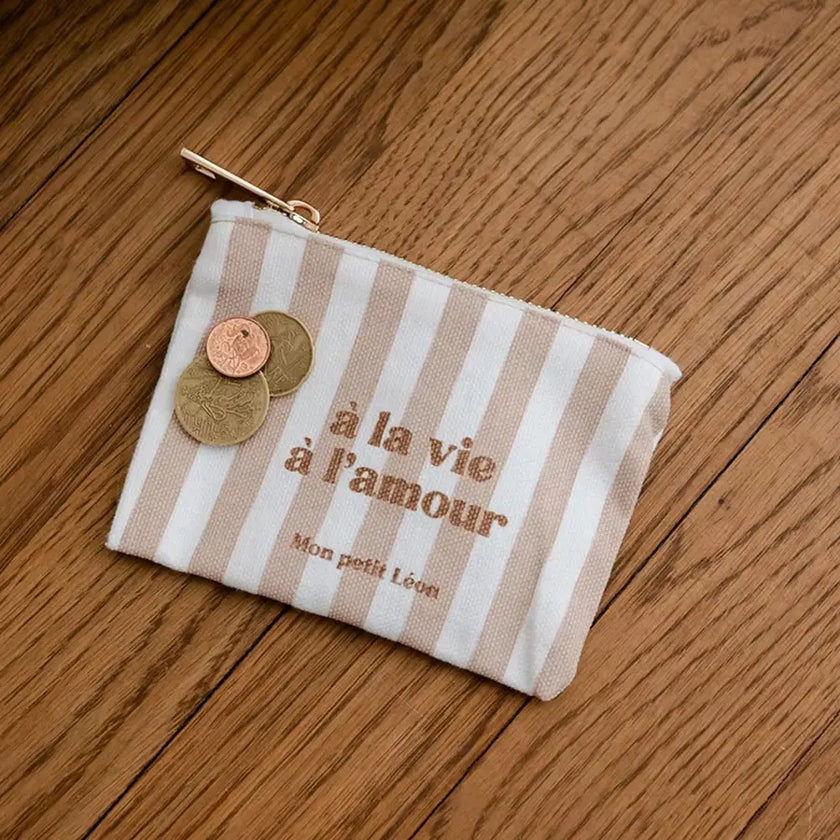 à la vie
à l'amour
Mon petit Léon